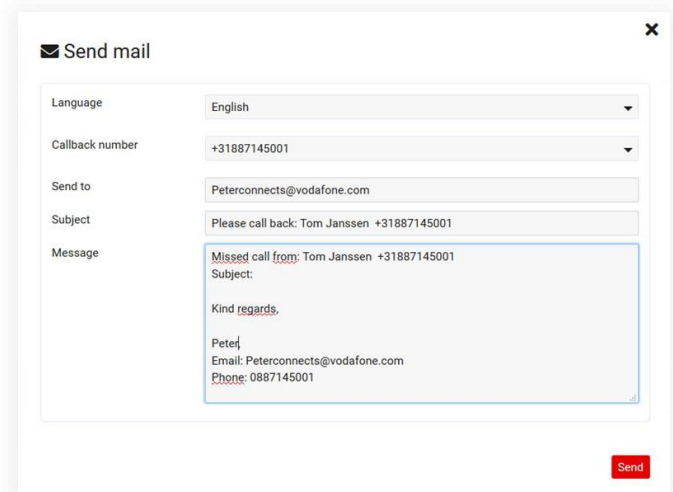 Send mail
Language
English
Callback number
+31887145001
Send to
Peterconnects@vodafone.com
Subject
Please call back: Tom Janssen  +31887145001
Message
Missed call from: Tom Janssen  +31887145001
Subject:
Kind regards,
Peter,
Email: Peterconnects@vodafone.com
Phone: 0887145001
Send